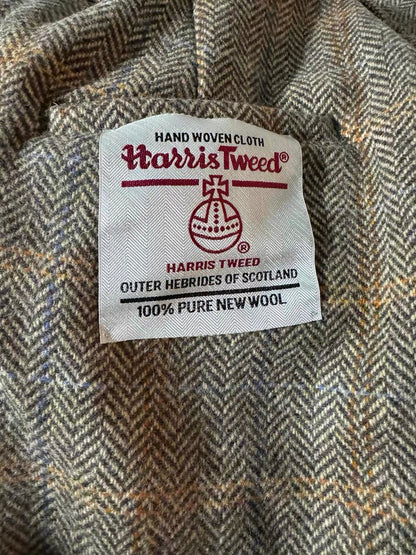 HAND WOVEN CLOTH
Harris Tweed®
®
HARRIS TWEED
OUTER HEBRIDES OF SCOTLAND
100% PURE NEW WOOL